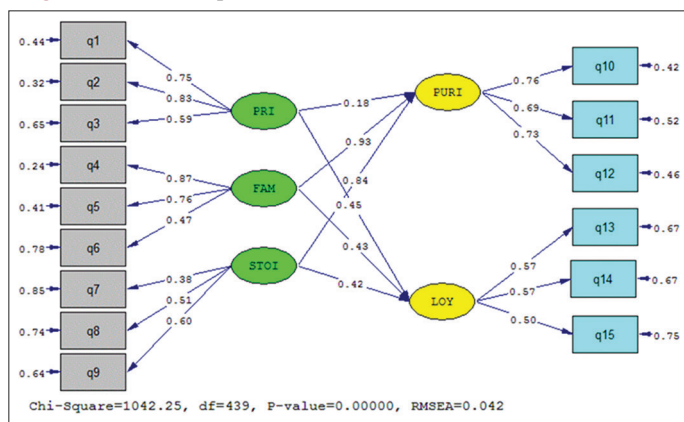 0.44 q1
0.32 q2
0.65 q3
0.24 q4
0.41 q5
0.78 q6
0.85 q7
0.74 q8
0.64 q9
0.75
0.83
0.59
0.87
0.76
0.47
0.38
0.51
0.60
PRI
FAM
STOI
0.18
0.93
0.84
0.45
0.43
0.42
PURI
LOY
0.76
0.69
0.73
0.57
0.57
0.50
q10 0.42
q11 0.52
q12 0.46
q13 0.67
q14 0.67
q15 0.75
Chi-Square=1042.25, df=439, P-value=0.00000, RMSEA=0.042